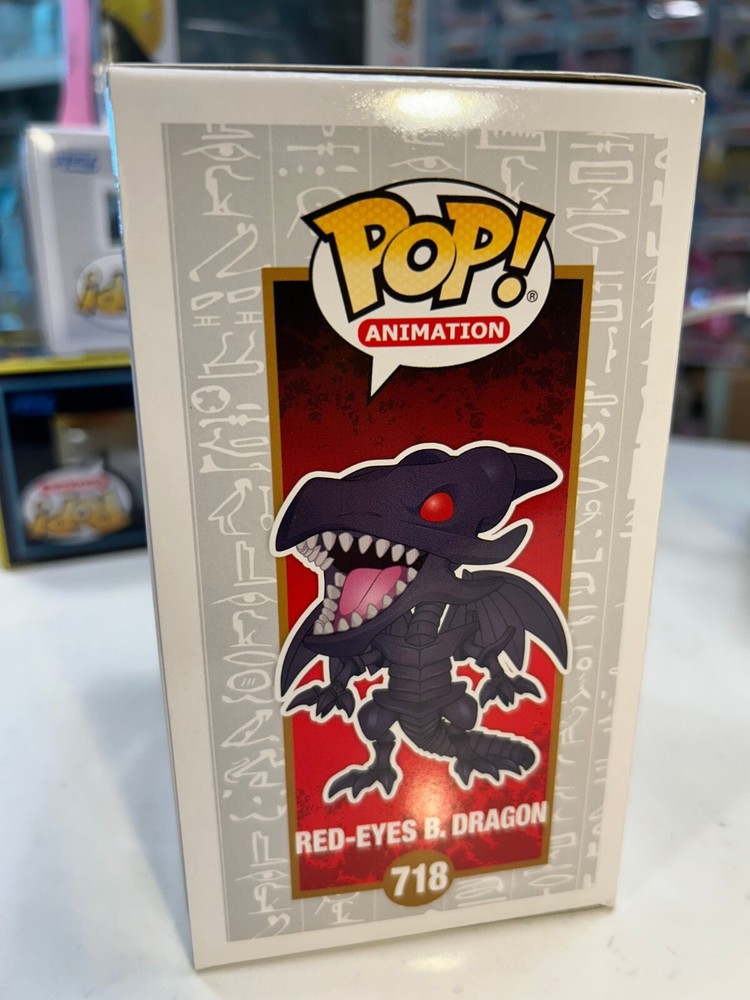 POP!®
ANIMATION
RED-EYES B. DRAGON
718